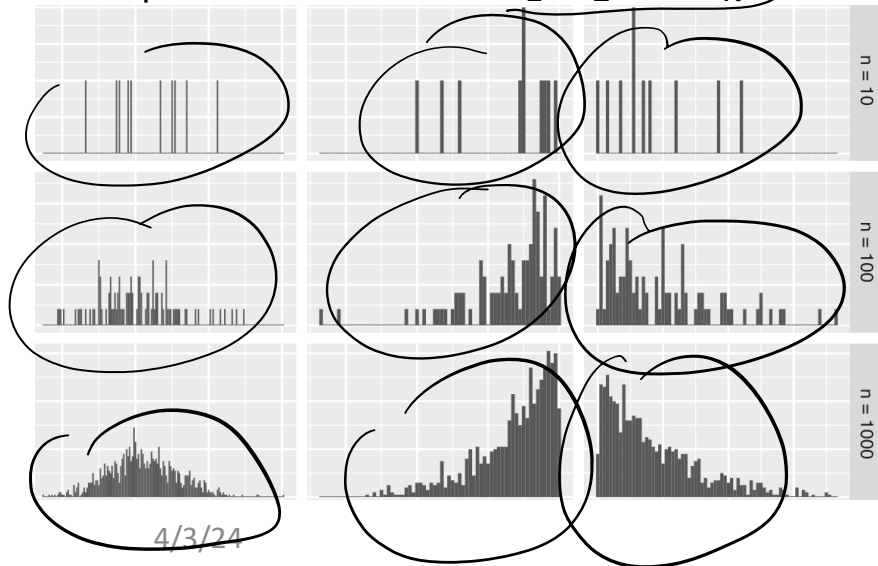 n = 10
n = 100
n = 1000
4/3/24